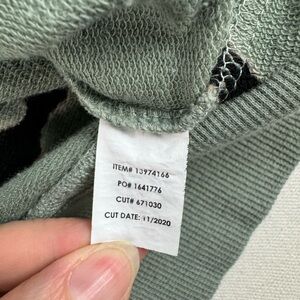 ITEM# 13974166
PO# 1641776
CUT# 671030
CUT DATE: 11/2020